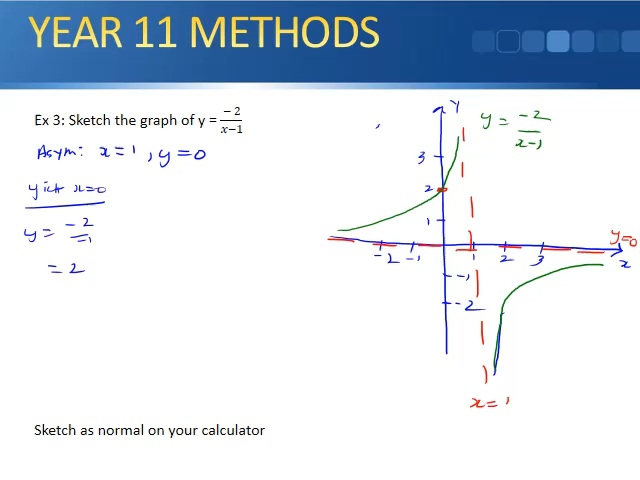 YEAR 11 METHODS
Ex 3: Sketch the graph of y = −2/(x−1)
Asym: x=1, y=0
y int x=0
y = −2/−1
= 2
y = −2/(x−1)
Y
3
2
1
y=0
-2 -1 1 2 3 x
-1
-2
x=1
Sketch as normal on your calculator